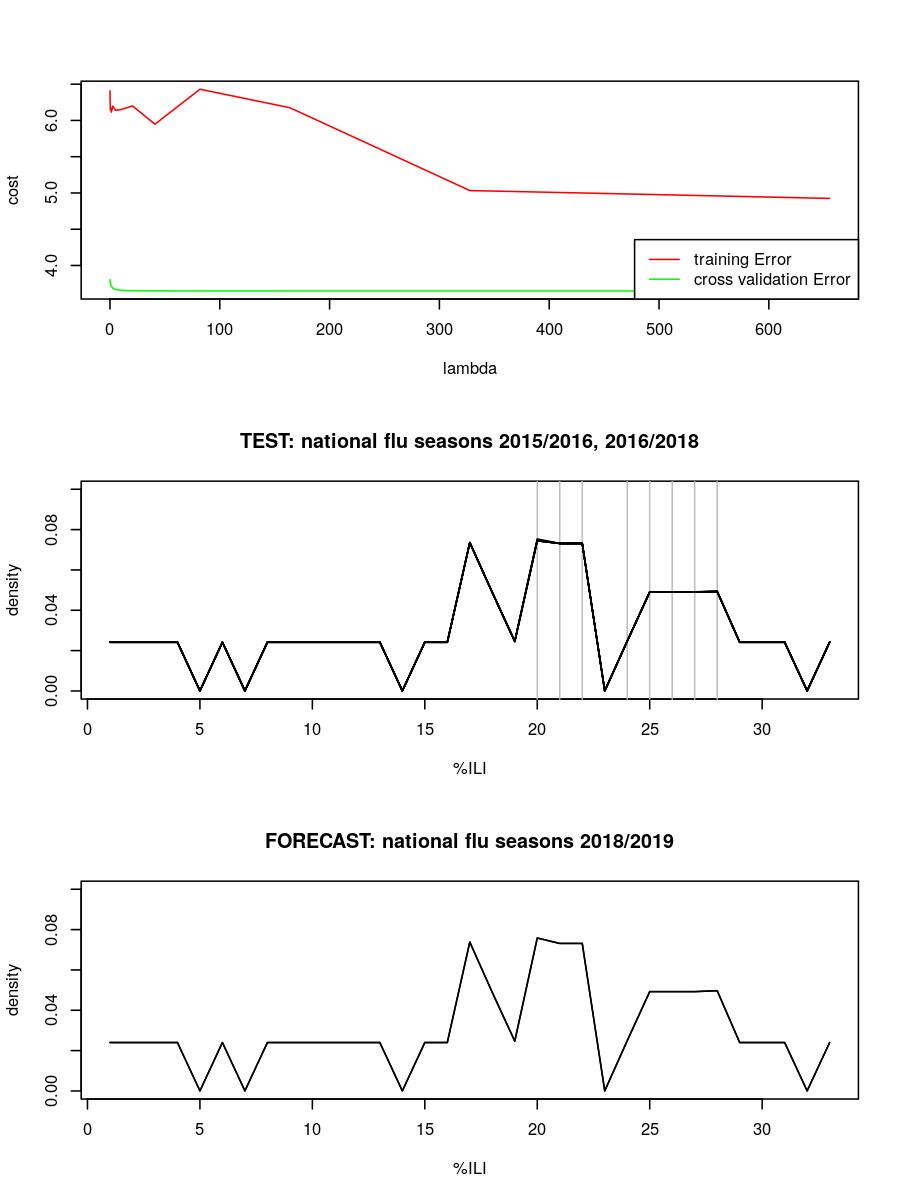 cost
4.0 5.0 6.0
training Error
cross validation Error
0 100 200 300 400 500 600
lambda
TEST: national flu seasons 2015/2016, 2016/2018
density
0.00 0.04 0.08
0 5 10 15 20 25 30
%ILI
FORECAST: national flu seasons 2018/2019
density
0.00 0.04 0.08
0 5 10 15 20 25 30
%ILI